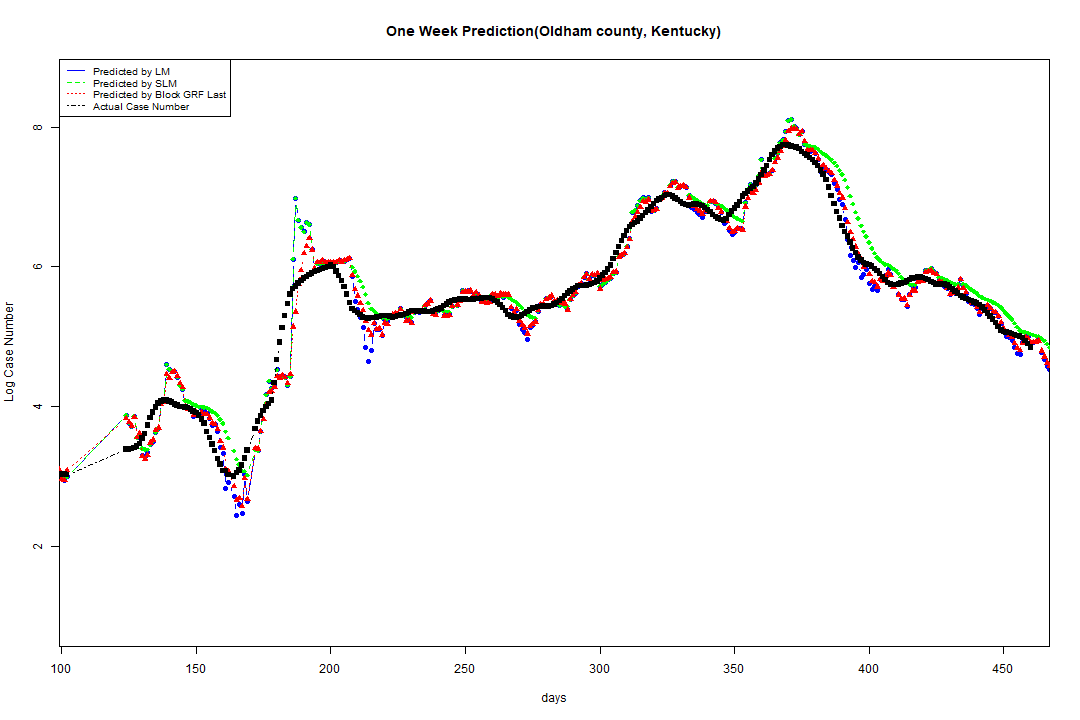 One Week Prediction(Oldham county, Kentucky)
Predicted by LM
Predicted by SLM
Predicted by Block GRF Last
Actual Case Number
8
6
4
2
Log Case Number
100 150 200 250 300 350 400 450
days